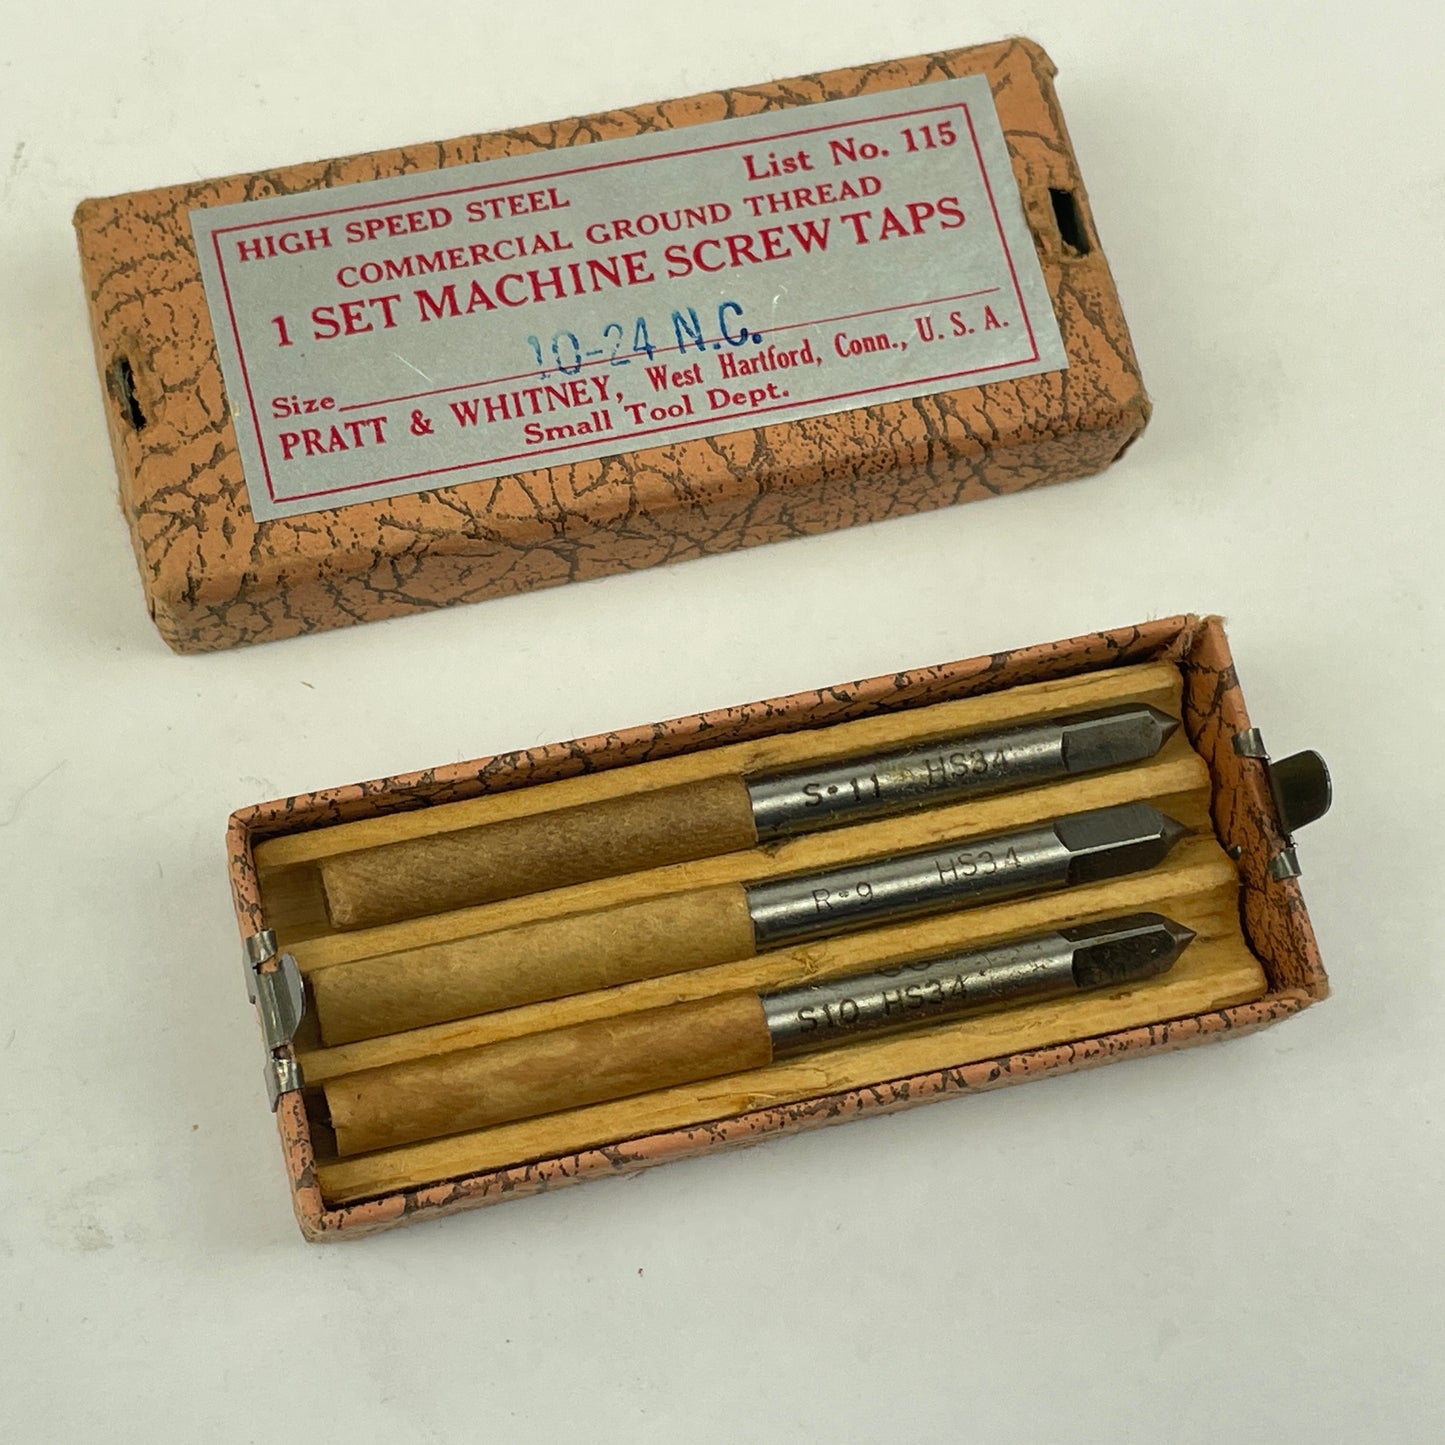 HIGH SPEED STEEL List No. 115
COMMERCIAL GROUND THREAD
1 SET MACHINE SCREW TAPS
Size 10-24 N.C.
PRATT & WHITNEY, West Hartford, Conn., U. S. A.
Small Tool Dept.
S•11 HS34
R•9 HS34
S10 HS34